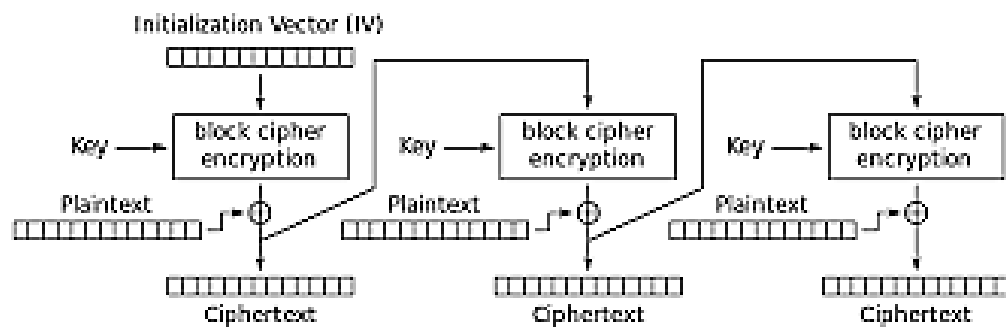 Initialization Vector (IV)
Key
block cipher
encryption
Key
block cipher
encryption
Key
block cipher
encryption
Plaintext
Plaintext
Plaintext
Ciphertext
Ciphertext
Ciphertext